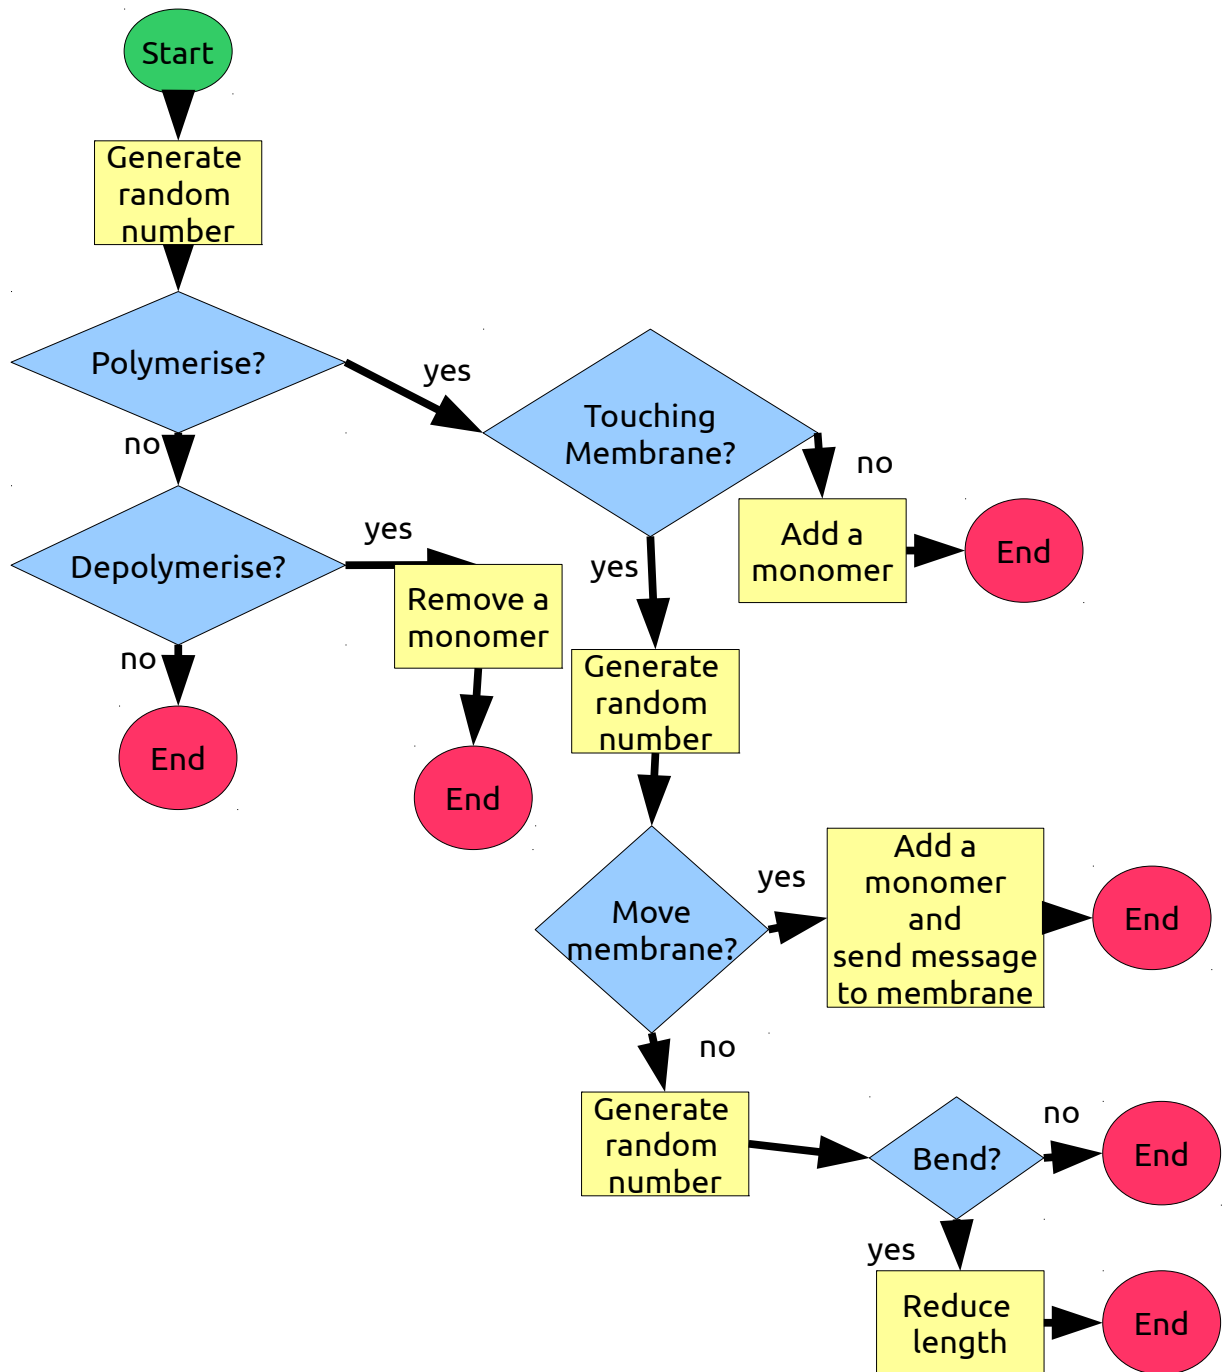 Start
Generate
random
number
Polymerise?
yes
no
Touching
Membrane?
no
Add a
monomer
End
yes
Depolymerise?
yes
Remove a
monomer
End
no
End
Generate
random
number
Move
membrane?
yes
Add a
monomer
and
send message
to membrane
End
no
Generate
random
number
Bend?
no
End
yes
Reduce
length
End